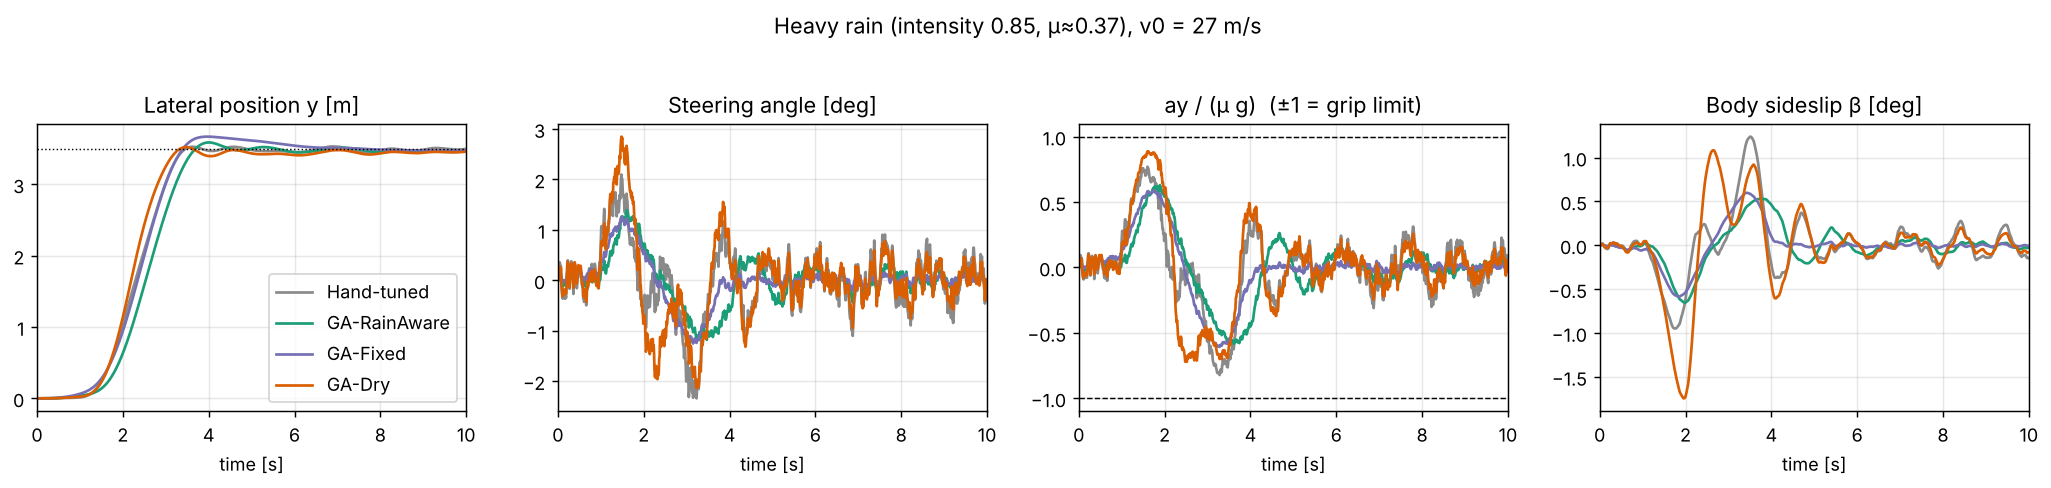 Heavy rain (intensity 0.85, μ≈0.37), v0 = 27 m/s
Lateral position y [m]
3
2
1
0
0 2 4 6 8 10
time [s]
Hand-tuned
GA-RainAware
GA-Fixed
GA-Dry
Steering angle [deg]
3
2
1
0
−1
−2
0 2 4 6 8 10
time [s]
ay / (μ g)  (±1 = grip limit)
1.0
0.5
0.0
−0.5
−1.0
0 2 4 6 8 10
time [s]
Body sideslip β [deg]
1.0
0.5
0.0
−0.5
−1.0
−1.5
0 2 4 6 8 10
time [s]